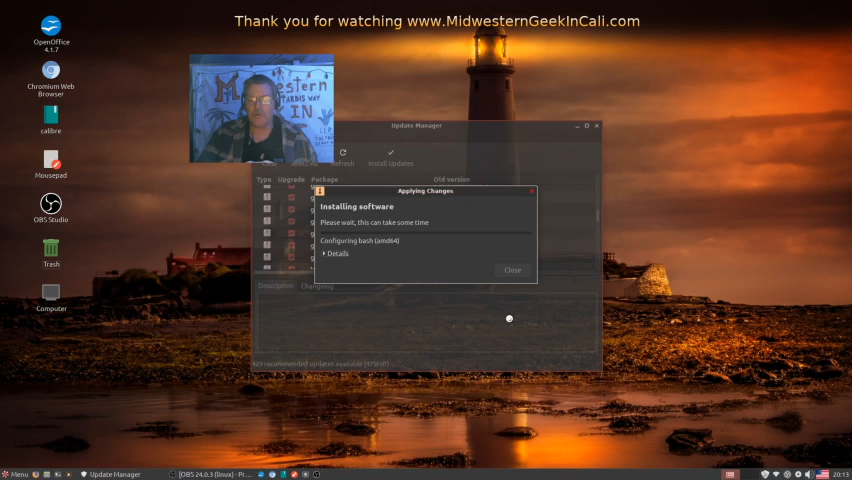 Thank you for watching www.MidwesternGeekInCali.com
OpenOffice
4.1.7
Chromium Web
Browser
calibre
Mousepad
OBS Studio
Trash
Computer
IN
Update Manager
Install Updates
Type Upgrade Package Old version
Applying Changes
Installing software
Please wait, this can take some time
Configuring bash (amd64)
Details
Close
Description Changelog
Menu
Update Manager
[OBS 24.0.3 (linux) - Pr...
20:13